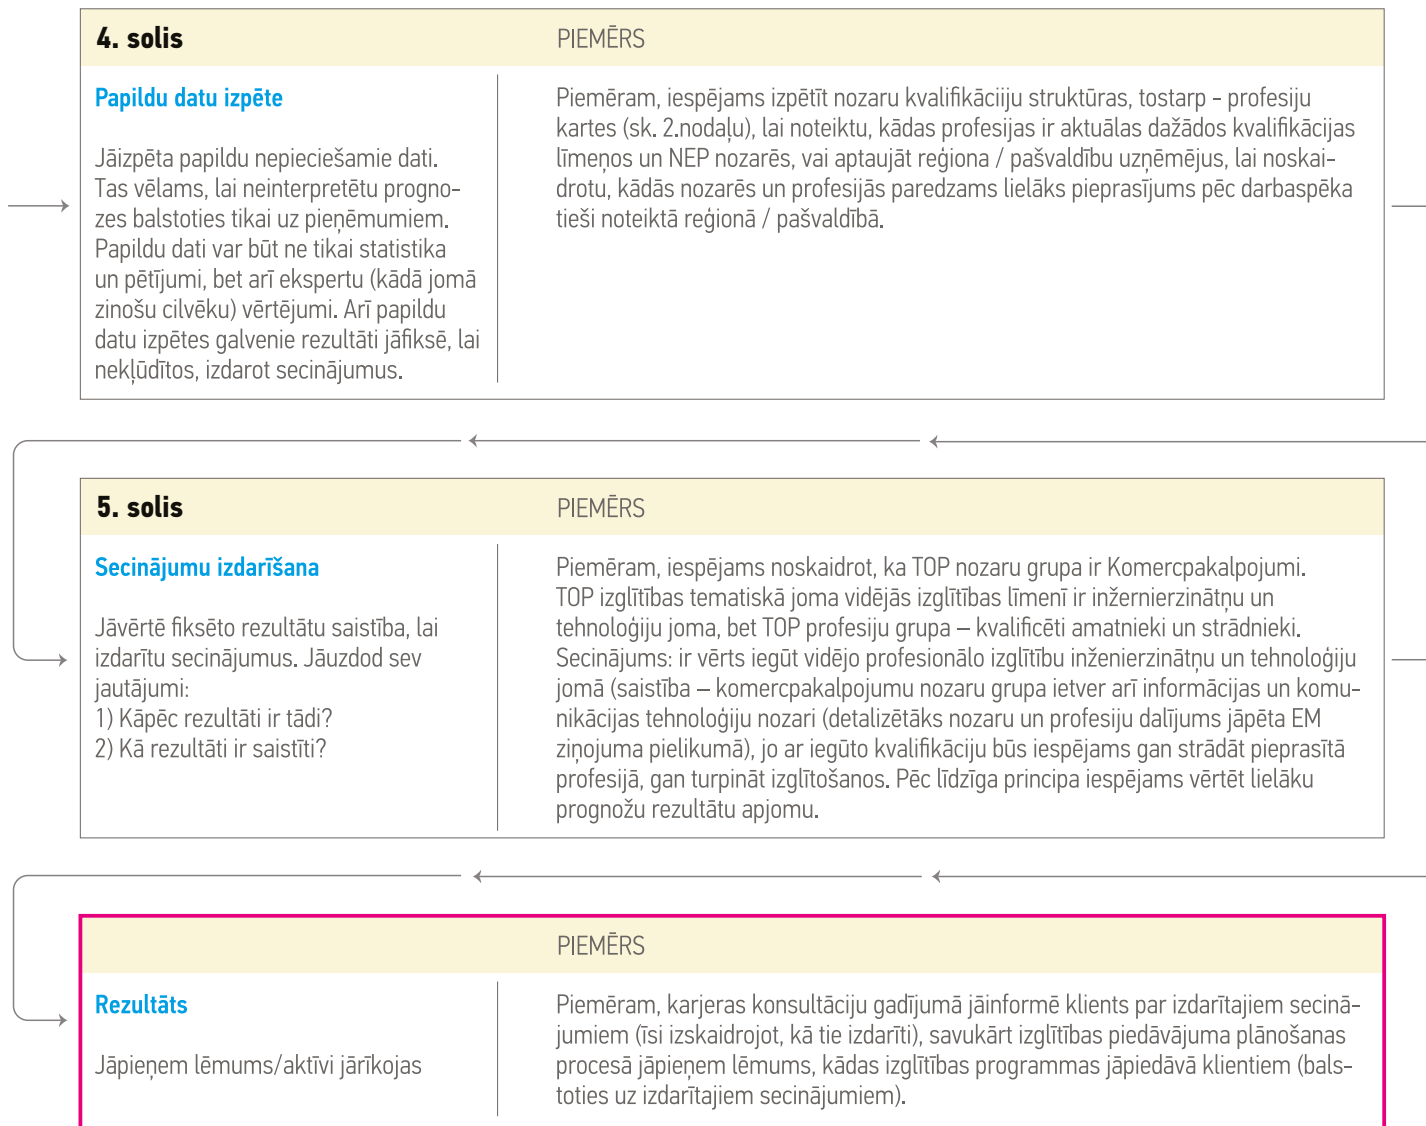 4. solis
PIEMĒRS
Papildu datu izpēte
Jāizpēta papildu nepieciešamie dati.
Tas vēlams, lai neinterpretētu progno-
zes balstoties tikai uz pieņēmumiem.
Papildu dati var būt ne tikai statistika
un pētījumi, bet arī ekspertu (kādā jomā
zinošu cilvēku) vērtējumi. Arī papildu
datu izpētes galvenie rezultāti jāfiksē, lai
nekļūdītos, izdarot secinājumus.
Piemēram, iespējams izpētīt nozaru kvalifikāciiju struktūras, tostarp - profesiju
kartes (sk. 2.nodaļu), lai noteiktu, kādas profesijas ir aktuālas dažādos kvalifikācijas
līmeņos un NEP nozarēs, vai aptaujāt reģiona / pašvaldību uzņēmējus, lai noskai-
drotu, kādās nozarēs un profesijās paredzams lielāks pieprasījums pēc darbaspēka
tieši noteiktā reģionā / pašvaldībā.
5. solis
PIEMĒRS
Secinājumu izdarīšana
Jāvērtē fiksēto rezultātu saistība, lai
izdarītu secinājumus. Jāuzdod sev
jautājumi:
1) Kāpēc rezultāti ir tādi?
2) Kā rezultāti ir saistīti?
Piemēram, iespējams noskaidrot, ka TOP nozaru grupa ir Komercpakalpojumi.
TOP izglītības tematiskā joma vidējās izglītības līmenī ir inžernierzinātņu un
tehnoloģiju joma, bet TOP profesiju grupa – kvalificēti amatnieki un strādnieki.
Secinājums: ir vērts iegūt vidējo profesionālo izglītību inženierzinātņu un tehnoloģiju
jomā (saistība – komercpakalpojumu nozaru grupa ietver arī informācijas un komu-
nikācijas tehnoloģiju nozari (detalizētāks nozaru un profesiju dalījums jāpēta EM
ziņojuma pielikumā), jo ar iegūto kvalifikāciju būs iespējams gan strādāt pieprasītā
profesijā, gan turpināt izglītošanos. Pēc līdzīga principa iespējams vērtēt lielāku
prognožu rezultātu apjomu.
PIEMĒRS
Rezultāts
Jāpieņem lēmums/aktīvi jārīkojas
Piemēram, karjeras konsultāciju gadījumā jāinformē klients par izdarītajiem secinā-
jumiem (īsi izskaidrojot, kā tie izdarīti), savukārt izglītības piedāvājuma plānošanas
procesā jāpieņem lēmums, kādas izglītības programmas jāpiedāvā klientiem (bals-
toties uz izdarītajiem secinājumiem).